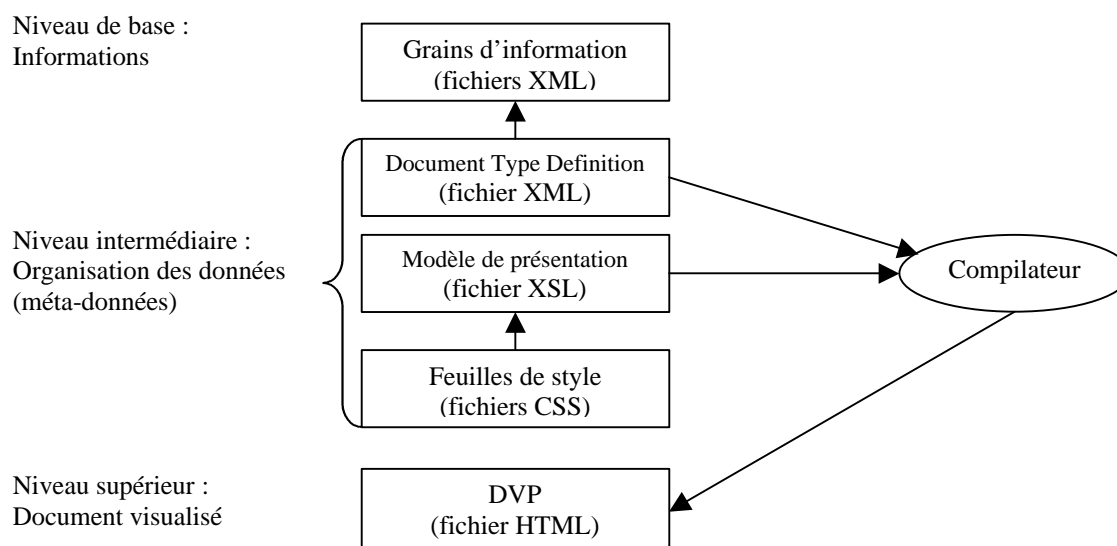 Niveau de base :
Informations
Grains d’information
(fichiers XML)
Document Type Definition
(fichier XML)
Niveau intermédiaire :
Organisation des données
(méta-données)
Modèle de présentation
(fichier XSL)
Compilateur
Feuilles de style
(fichiers CSS)
Niveau supérieur :
Document visualisé
DVP
(fichier HTML)